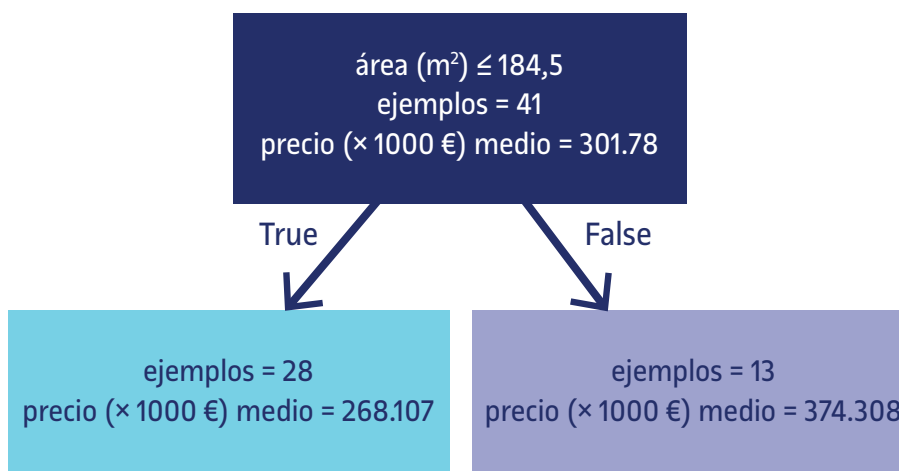 área (m²) ≤ 184,5
ejemplos = 41
precio (× 1000 €) medio = 301.78
True
False
ejemplos = 28
precio (× 1000 €) medio = 268.107
ejemplos = 13
precio (× 1000 €) medio = 374.308